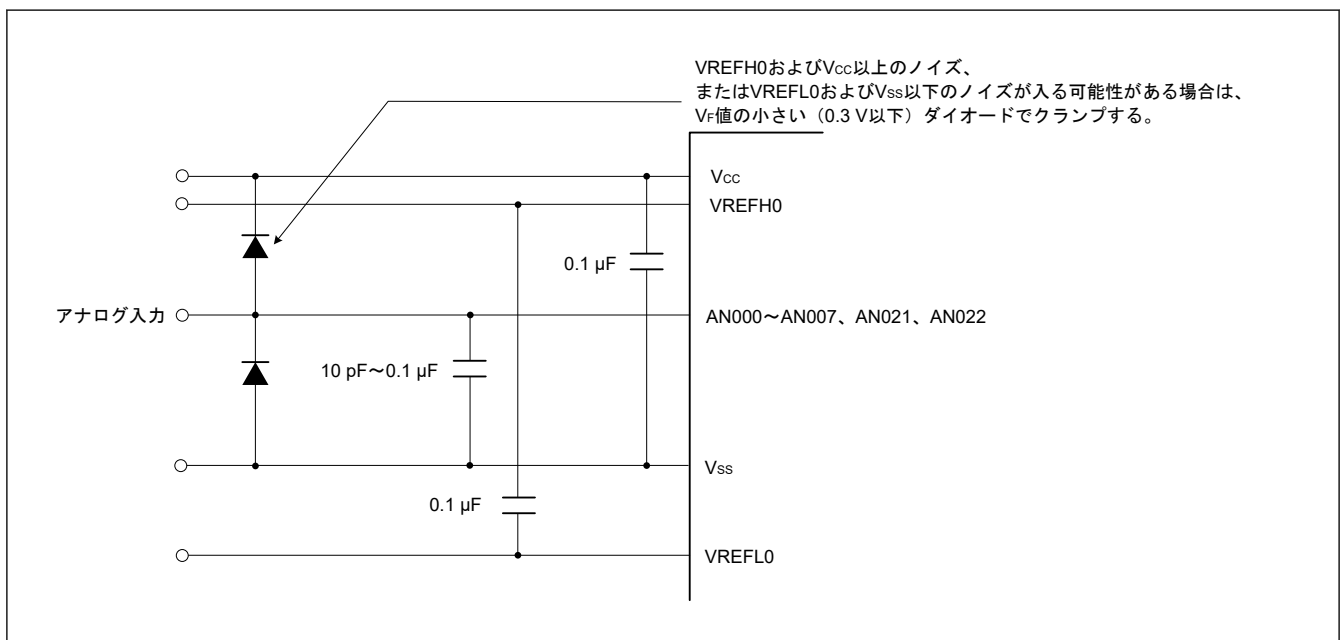 VREFH0およびVcc以上のノイズ、
またはVREFL0およびVss以下のノイズが入る可能性がある場合は、
VF値の小さい（0.3 V以下）ダイオードでクランプする。
Vcc
VREFH0
0.1 µF
アナログ入力
AN000～AN007、AN021、AN022
10 pF～0.1 µF
Vss
0.1 µF
VREFL0